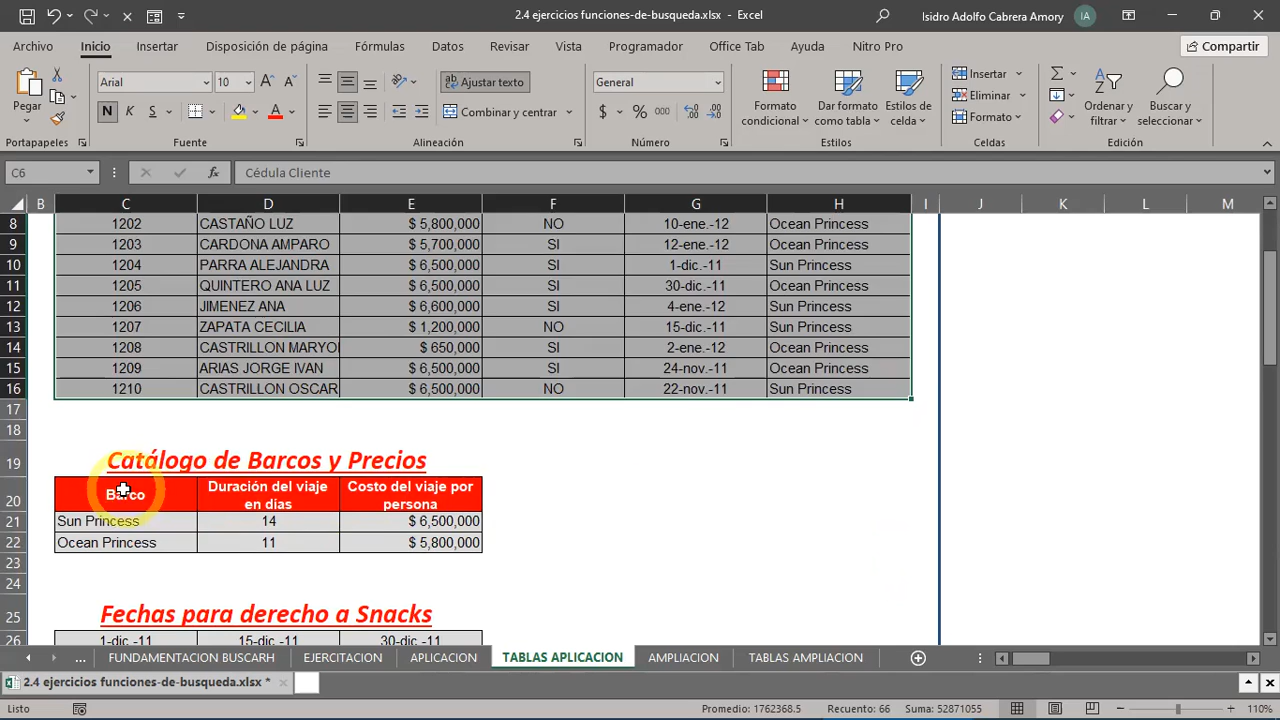 2.4 ejercicios funciones-de-busqueda.xlsx - Excel
Isidro Adolfo Cabrera Amory
IA
Archivo Inicio Insertar Disposición de página Fórmulas Datos Revisar Vista Programador Office Tab Ayuda Nitro Pro Compartir
Arial 10 Ajustar texto General Insertar
Pegar N K S Combinar y centrar $ % 000 Formato condicional Dar formato como tabla Estilos de celda Eliminar Formato Ordenar y filtrar Buscar y seleccionar
Portapapeles Fuente Alineación Número Estilos Celdas Edición
C6 fx Cédula Cliente
B C D E F G H I J K L M
8 1202 CASTAÑO LUZ $ 5,800,000 NO 10-ene.-12 Ocean Princess
9 1203 CARDONA AMPARO $ 5,700,000 SI 12-ene.-12 Ocean Princess
10 1204 PARRA ALEJANDRA $ 6,500,000 SI 1-dic.-11 Sun Princess
11 1205 QUINTERO ANA LUZ $ 6,500,000 SI 30-dic.-11 Ocean Princess
12 1206 JIMENEZ ANA $ 6,600,000 SI 4-ene.-12 Sun Princess
13 1207 ZAPATA CECILIA $ 1,200,000 NO 15-dic.-11 Sun Princess
14 1208 CASTRILLON MARYO $ 650,000 SI 2-ene.-12 Ocean Princess
15 1209 ARIAS JORGE IVAN $ 6,500,000 SI 24-nov.-11 Ocean Princess
16 1210 CASTRILLON OSCAR $ 6,500,000 NO 22-nov.-11 Sun Princess
17
18
19 Catálogo de Barcos y Precios
20 Barco Duración del viaje en días Costo del viaje por persona
21 Sun Princess 14 $ 6,500,000
22 Ocean Princess 11 $ 5,800,000
23
24
25 Fechas para derecho a Snacks
26 1-dic.-11 15-dic.-11 30-dic.-11
... FUNDAMENTACION BUSCARH EJERCITACION APLICACION TABLAS APLICACION AMPLIACION TABLAS AMPLIACION
2.4 ejercicios funciones-de-busqueda.xlsx *
Listo Promedio: 1762368.5 Recuento: 66 Suma: 52871055 110%